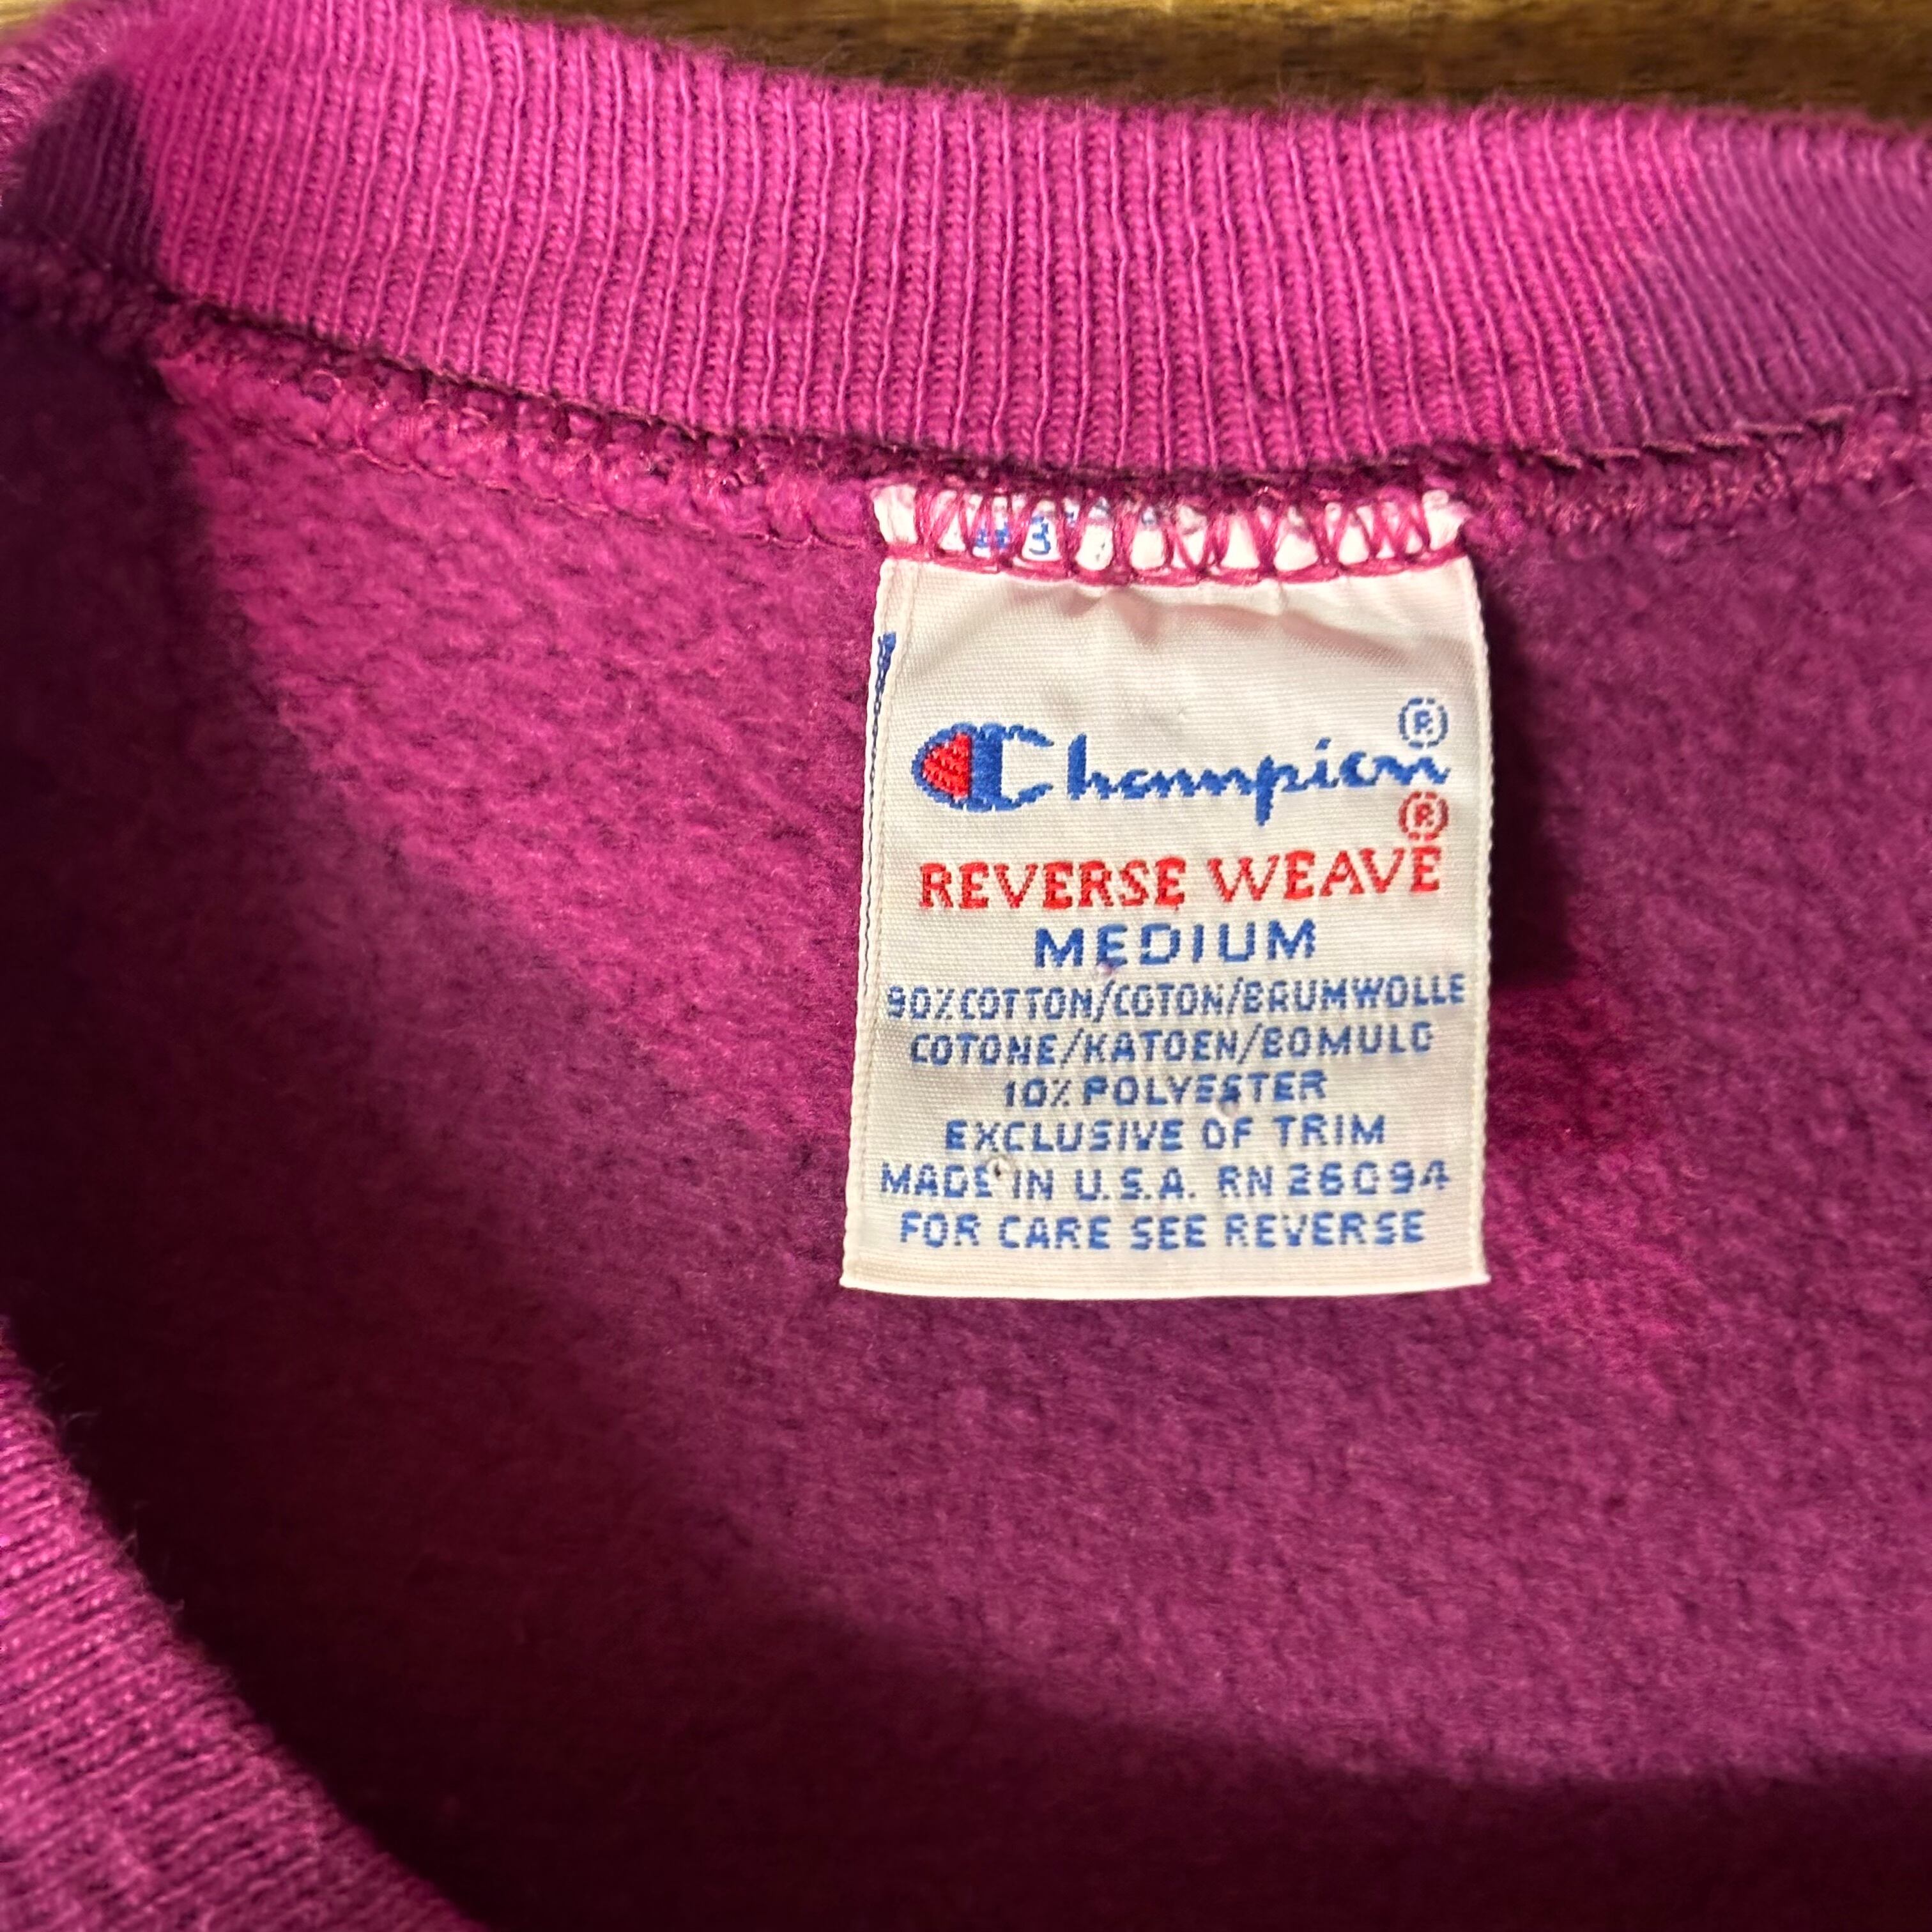 3
Champion®
®
REVERSE WEAVE
MEDIUM
90% COTTON/COTON/BAUMWOLLE
COTONE/KATOEN/BOMULD
10% POLYESTER
EXCLUSIVE OF TRIM
MADE IN U.S.A. RN 26094
FOR CARE SEE REVERSE